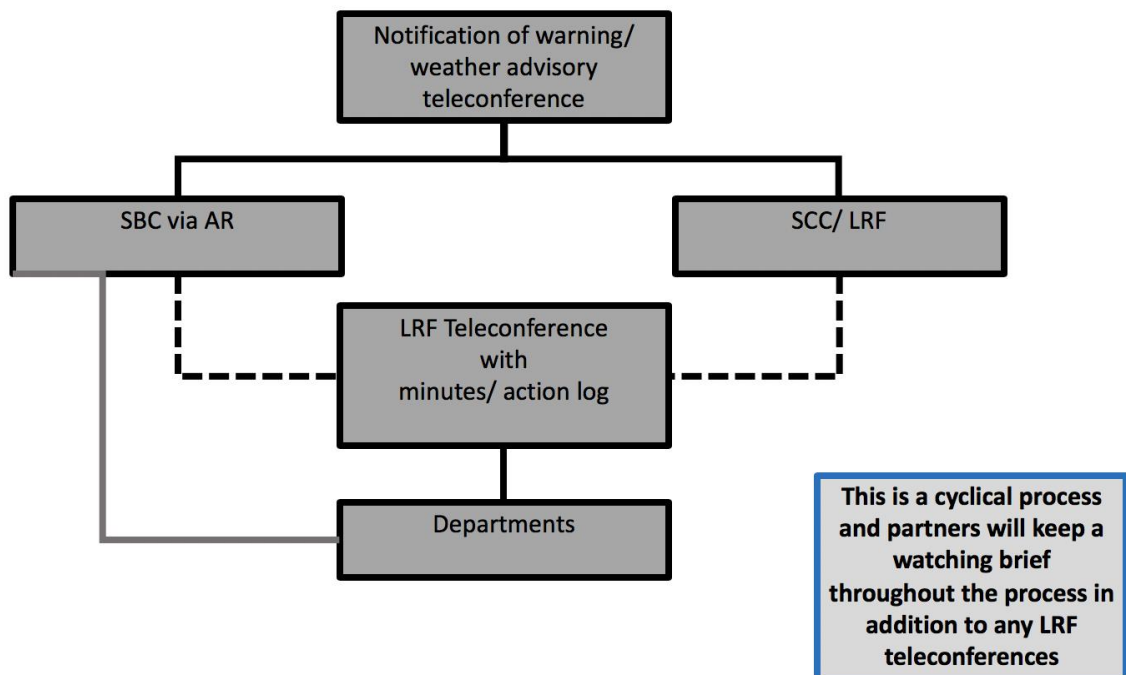 Notification of warning/
weather advisory
teleconference
SBC via AR
SCC/ LRF
LRF Teleconference
with
minutes/ action log
Departments
This is a cyclical process
and partners will keep a
watching brief
throughout the process in
addition to any LRF
teleconferences